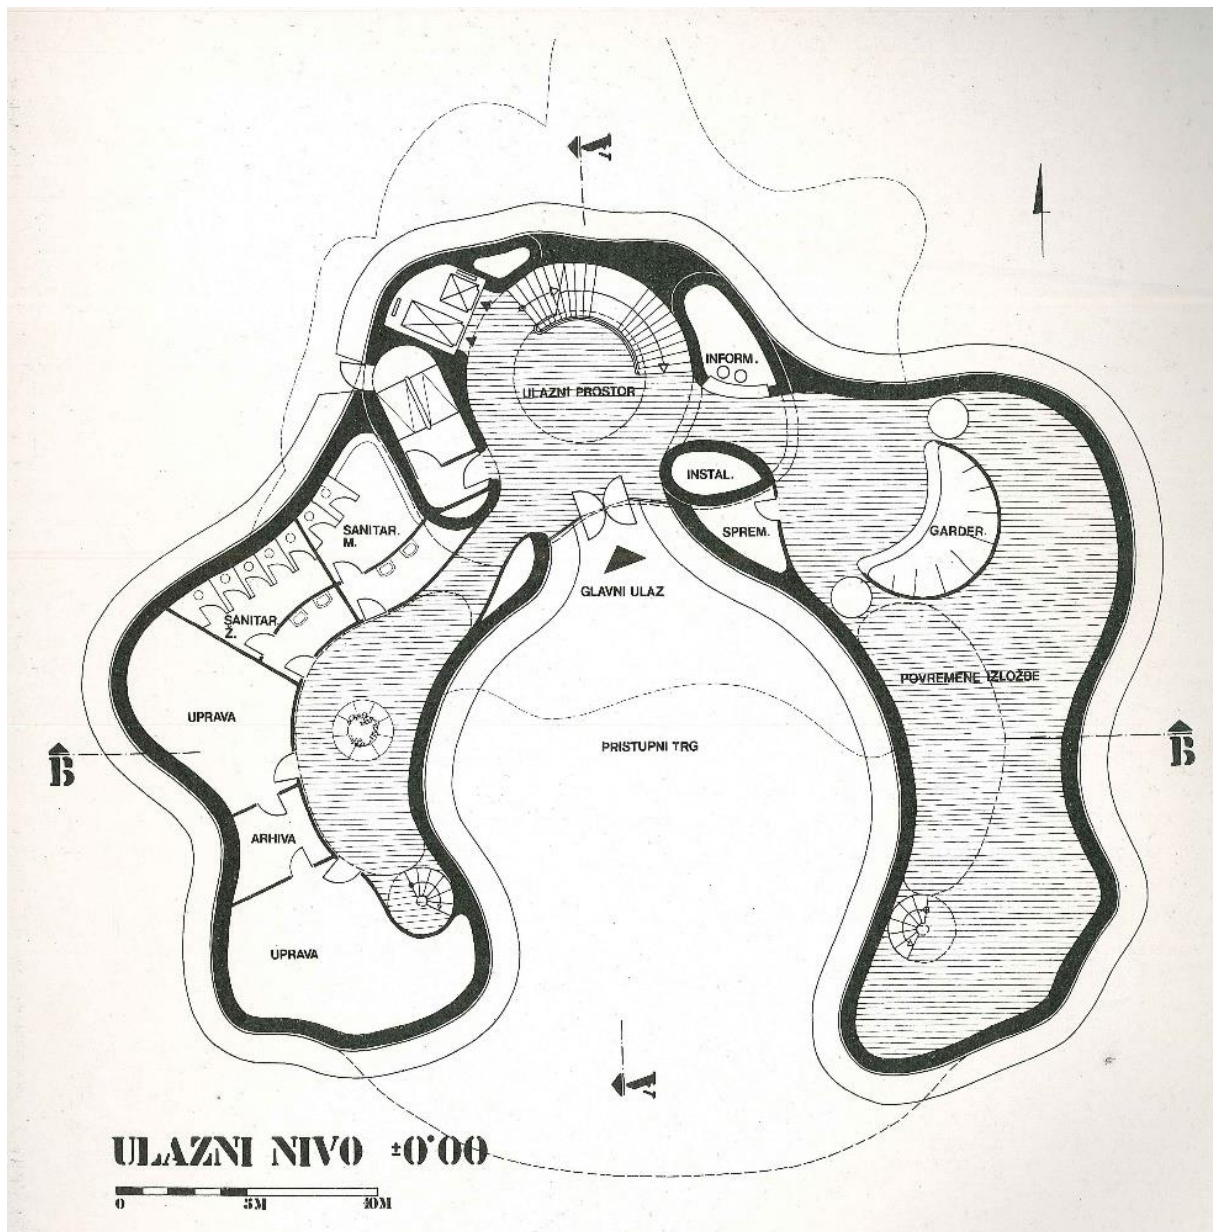 A
INFORM.
ULAZNI PROSTOR
INSTAL.
SANITAR.
M.
SPREM.
GARDER.
GLAVNI ULAZ
SANITAR.
Ž.
POVREMENE IZLOŽBE
UPRAVA
PRISTUPNI TRG
B
B
ARHIVA
UPRAVA
A
ULAZNI NIVO ±0'00
0
5M
10M